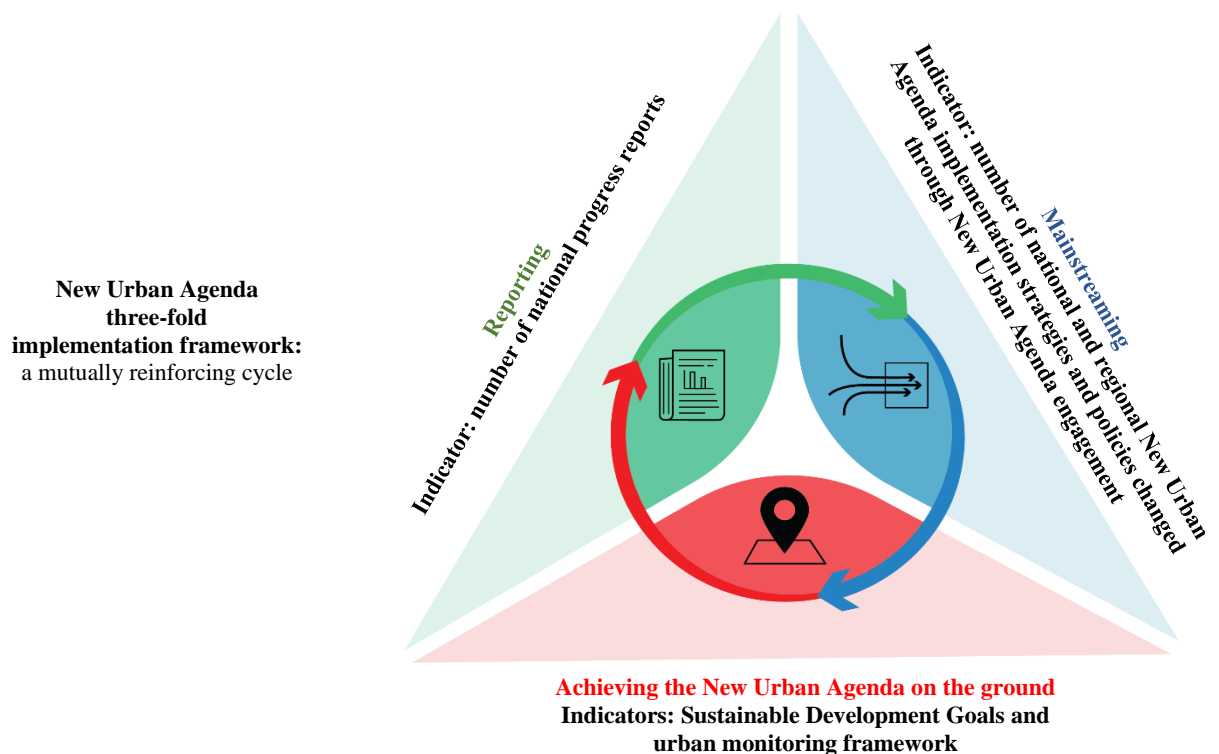 New Urban Agenda
three-fold
implementation framework:
a mutually reinforcing cycle
Reporting
Indicator: number of national progress reports
Mainstreaming
Indicator: number of national and regional New Urban
Agenda implementation strategies and policies changed
through New Urban Agenda engagement
Achieving the New Urban Agenda on the ground
Indicators: Sustainable Development Goals and
urban monitoring framework